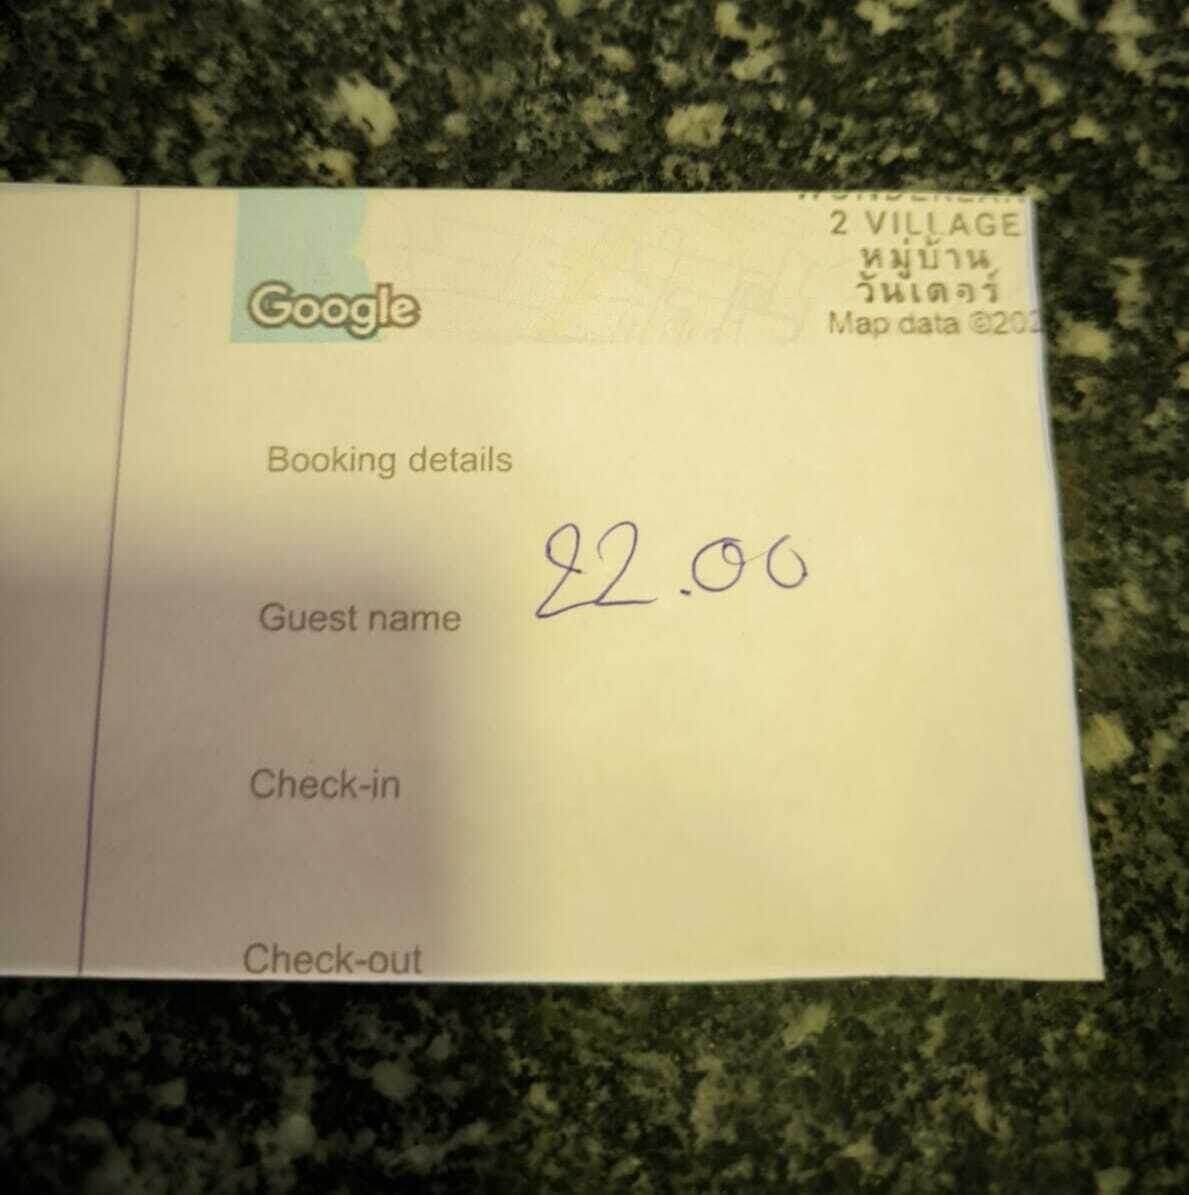 2 VILLAGE
หมู่บ้าน
วันเดอร์
Google
Map data
Booking details
22.00
Guest name
Check-in
Check-out